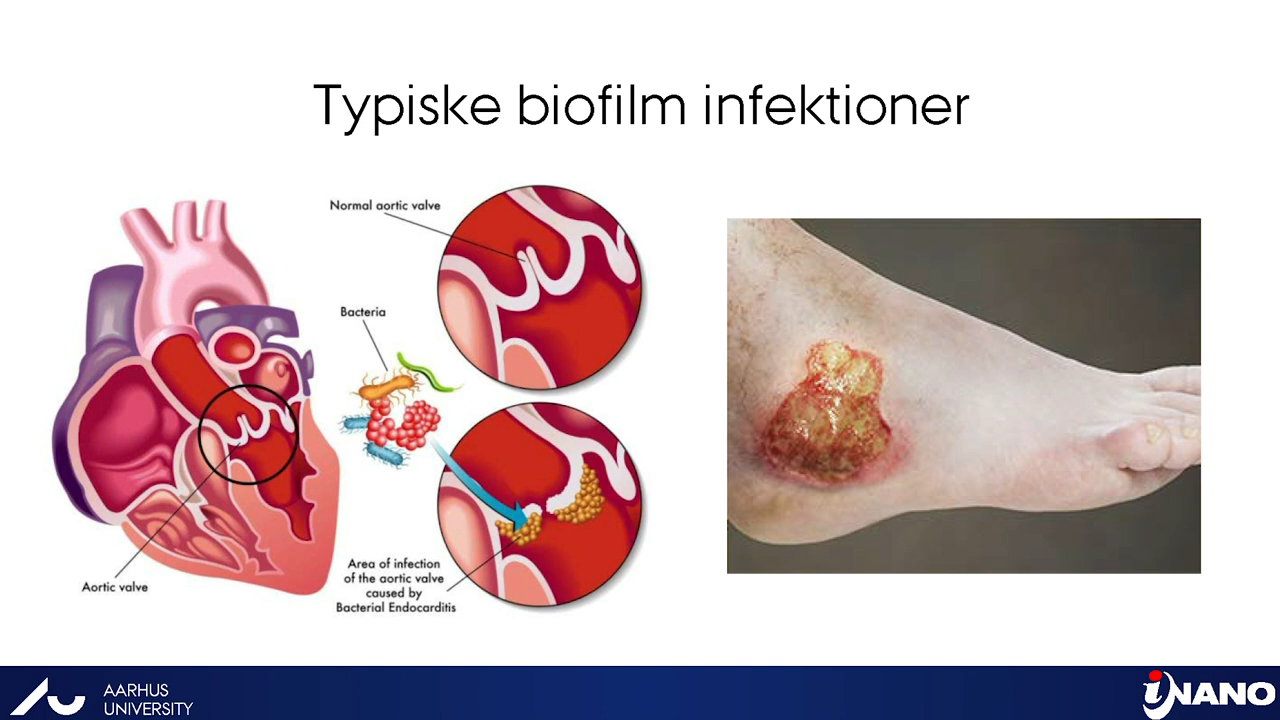 Typiske biofilm infektioner
Normal aortic valve
Bacteria
Aortic valve
Area of infection
of the aortic valve
caused by
Bacterial Endocarditis
AARHUS
UNIVERSITY
iNANO